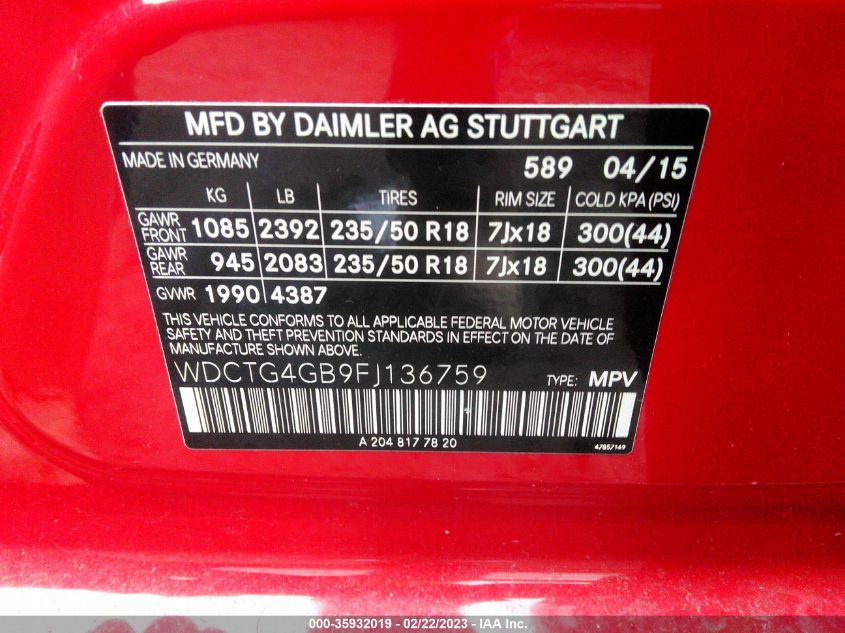 MFD BY DAIMLER AG STUTTGART
MADE IN GERMANY 589 04/15
KG LB TIRES RIM SIZE COLD KPA (PSI)
GAWR FRONT 1085 2392 235/50 R18 7Jx18 300(44)
GAWR REAR 945 2083 235/50 R18 7Jx18 300(44)
GVWR 1990 4387
THIS VEHICLE CONFORMS TO ALL APPLICABLE FEDERAL MOTOR VEHICLE
SAFETY AND THEFT PREVENTION STANDARDS IN EFFECT ON THE DATE OF
MANUFACTURE SHOWN ABOVE
WDCTG4GB9FJ136759 TYPE: MPV
A 204 817 78 20 47857149
000-35932019 - 02/22/2023 - IAA Inc.